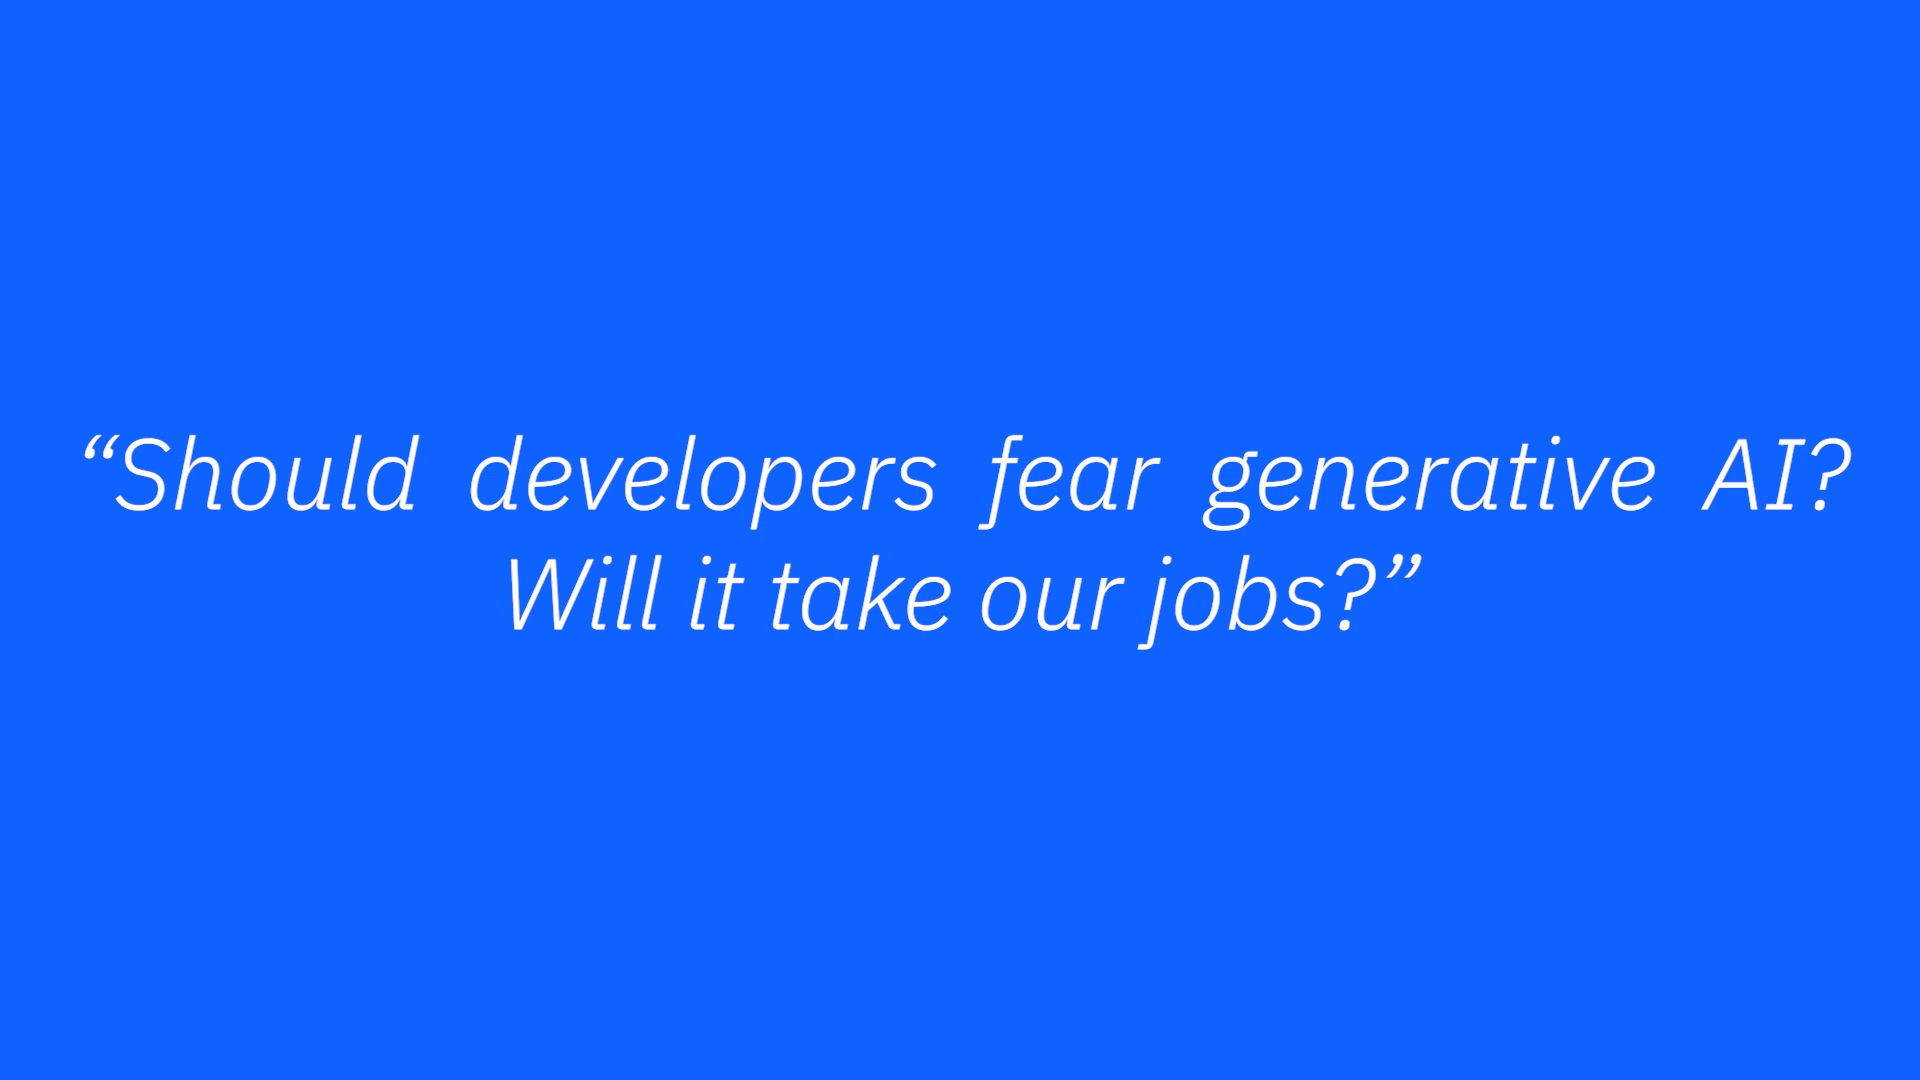 “Should developers fear generative AI?
Will it take our jobs?”